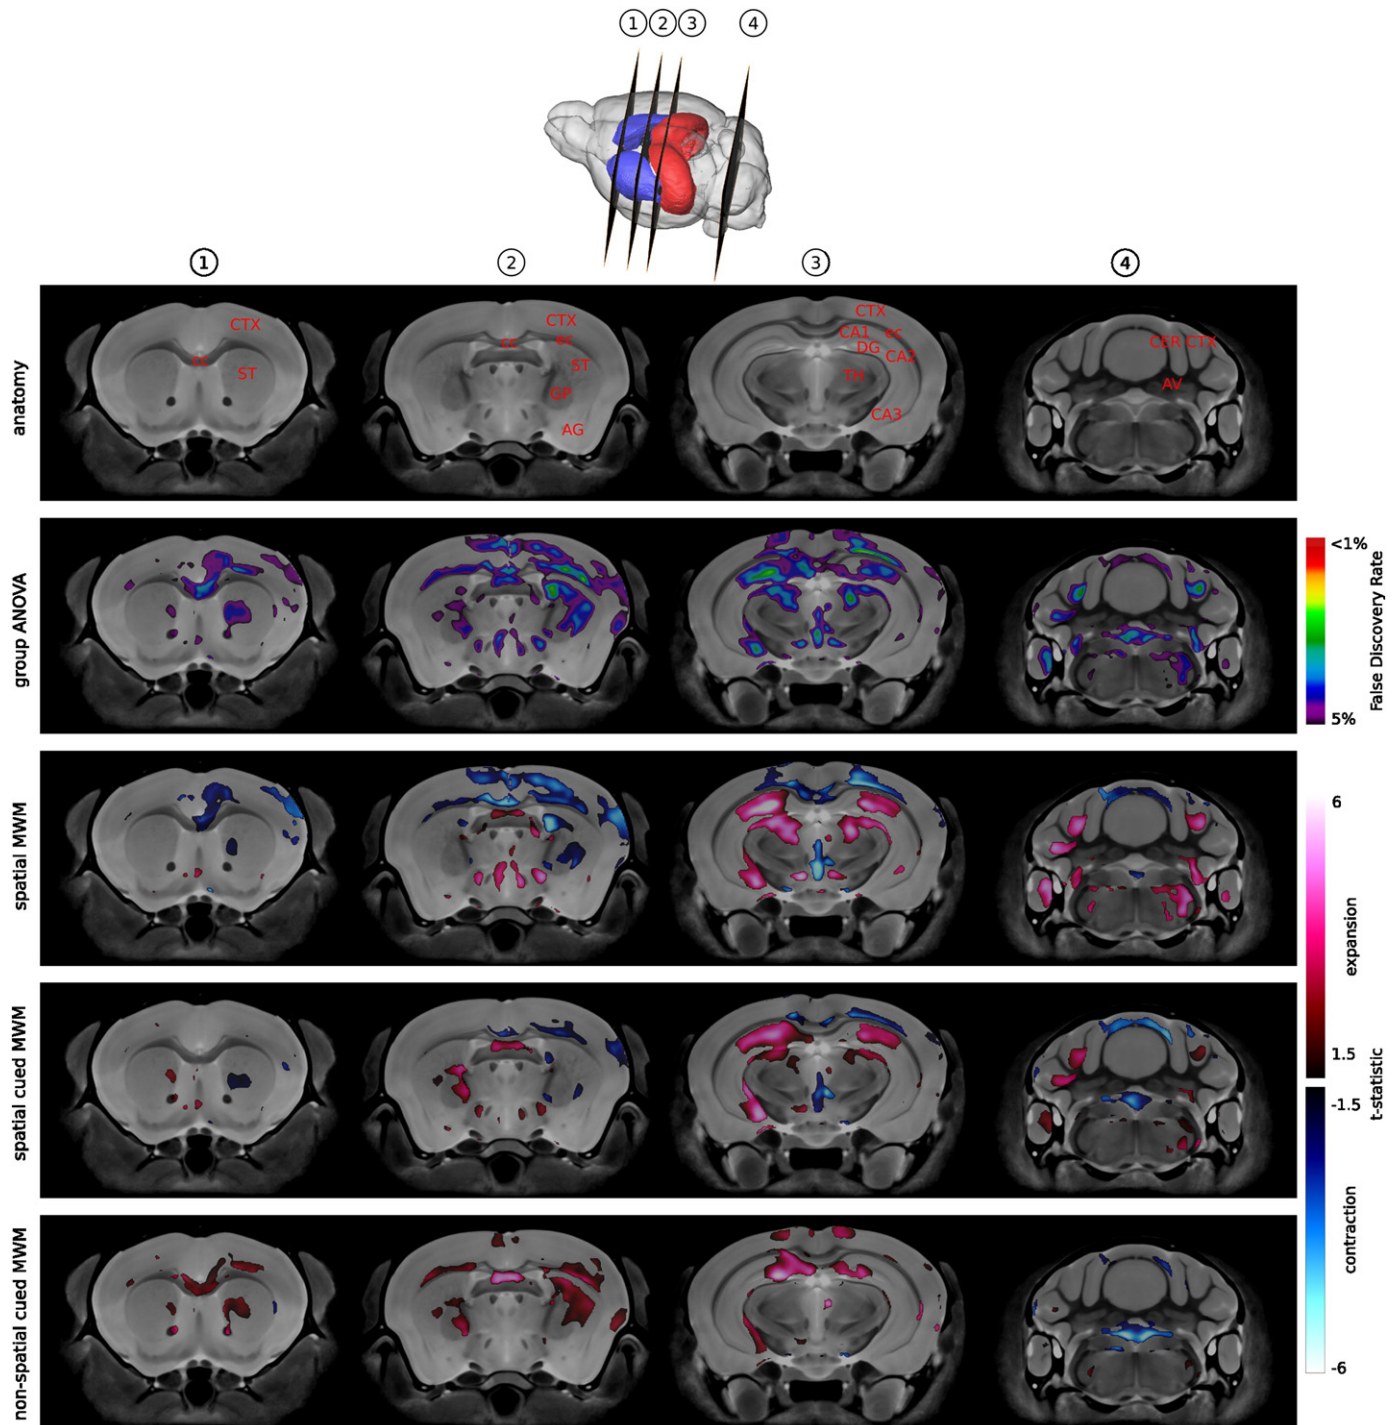 ① ② ③ ④
① ② ③ ④
anatomy
CTX
cc
ST
CTX
cc
ec
ST
GP
AG
CTX
CA1 ec
DG
CA2
TH
CA3
CER CTX
AV
group ANOVA
<1%
5%
False Discovery Rate
spatial MWM
6
expansion
1.5
-1.5
t-statistic
spatial cued MWM
contraction
-6
non-spatial cued MWM